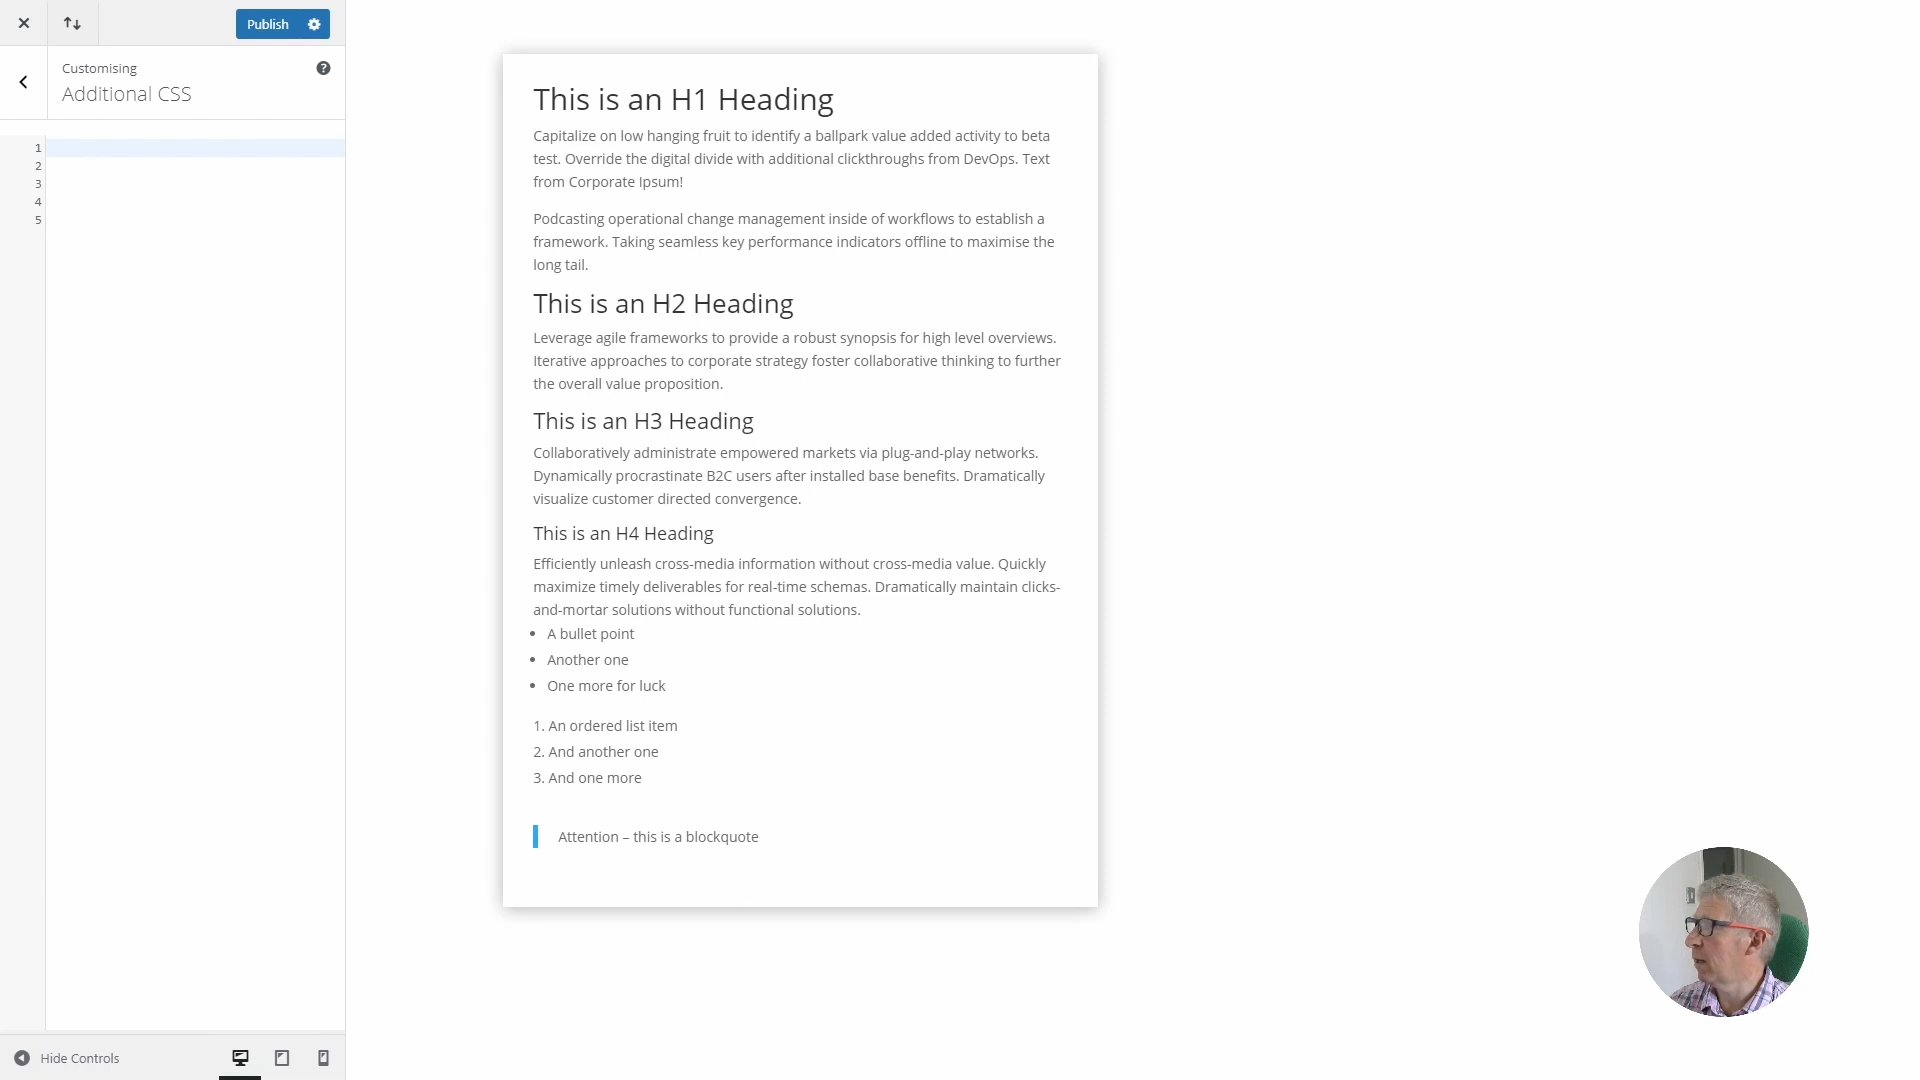 Publish
Customising
Additional CSS
1
2
3
4
5
Hide Controls
This is an H1 Heading
Capitalize on low hanging fruit to identify a ballpark value added activity to beta
test. Override the digital divide with additional clickthroughs from DevOps. Text
from Corporate Ipsum!
Podcasting operational change management inside of workflows to establish a
framework. Taking seamless key performance indicators offline to maximise the
long tail.
This is an H2 Heading
Leverage agile frameworks to provide a robust synopsis for high level overviews.
Iterative approaches to corporate strategy foster collaborative thinking to further
the overall value proposition.
This is an H3 Heading
Collaboratively administrate empowered markets via plug-and-play networks.
Dynamically procrastinate B2C users after installed base benefits. Dramatically
visualize customer directed convergence.
This is an H4 Heading
Efficiently unleash cross-media information without cross-media value. Quickly
maximize timely deliverables for real-time schemas. Dramatically maintain clicks-
and-mortar solutions without functional solutions.
• A bullet point
• Another one
• One more for luck
1. An ordered list item
2. And another one
3. And one more
Attention – this is a blockquote